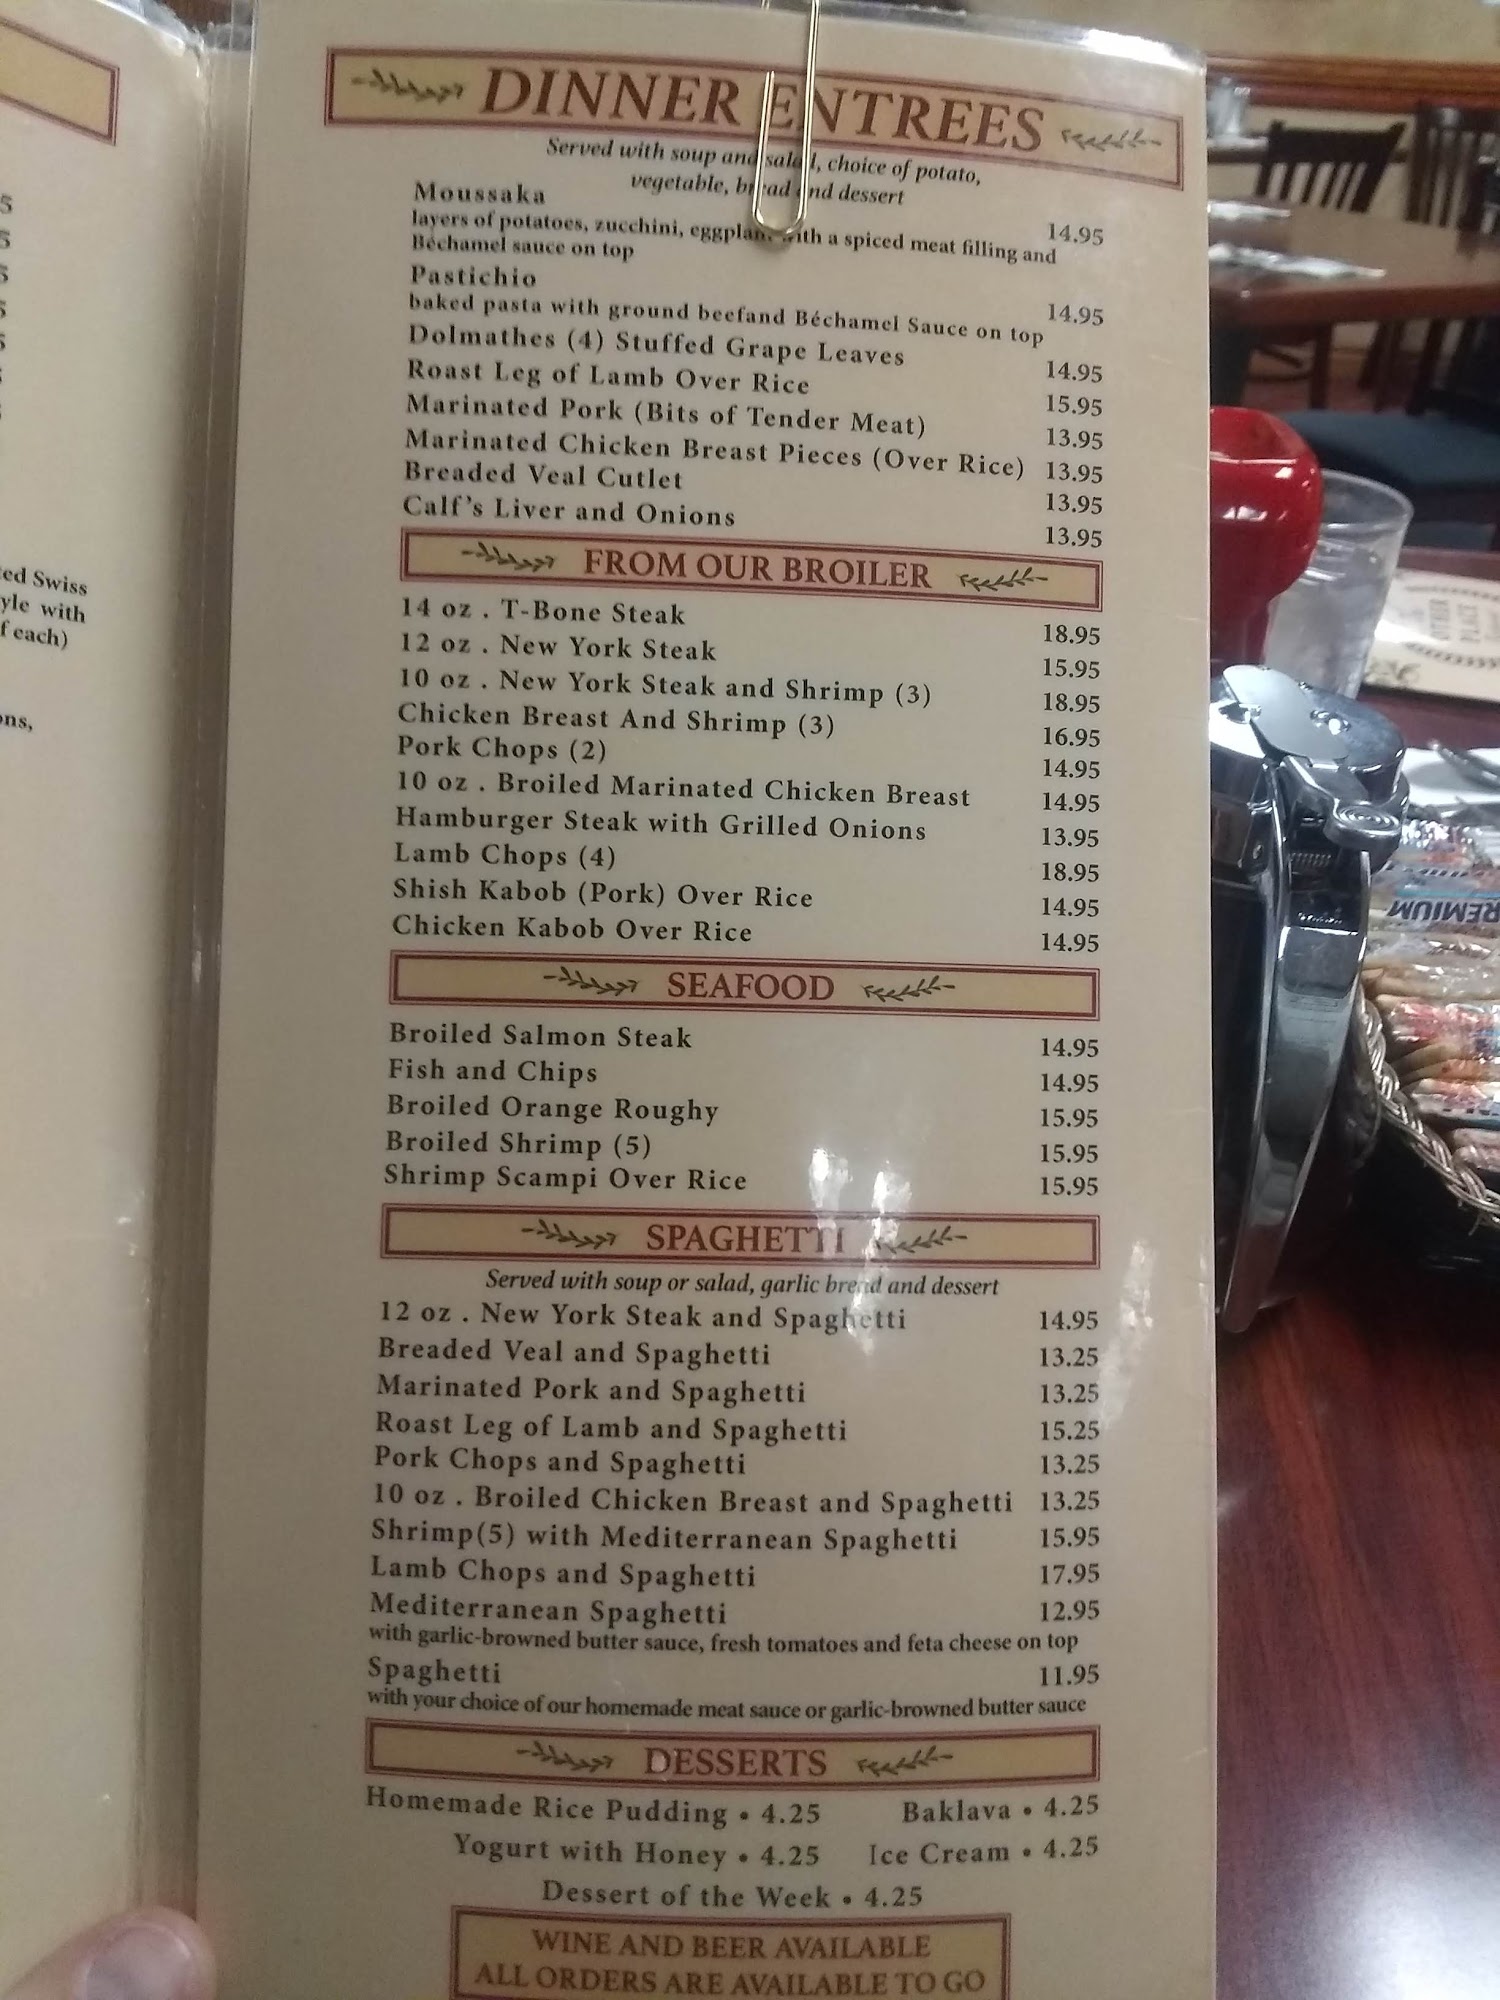 DINNER ENTREES
Served with soup and salad, choice of potato,
vegetable, bread and dessert
Moussaka 14.95
layers of potatoes, zucchini, eggplant with a spiced meat filling and
Béchamel sauce on top
Pastichio 14.95
baked pasta with ground beefand Béchamel Sauce on top
Dolmathes (4) Stuffed Grape Leaves 14.95
Roast Leg of Lamb Over Rice 15.95
Marinated Pork (Bits of Tender Meat) 13.95
Marinated Chicken Breast Pieces (Over Rice) 13.95
Breaded Veal Cutlet 13.95
Calf's Liver and Onions 13.95
FROM OUR BROILER
14 oz . T-Bone Steak 18.95
12 oz . New York Steak 15.95
10 oz . New York Steak and Shrimp (3) 18.95
Chicken Breast And Shrimp (3) 16.95
Pork Chops (2) 14.95
10 oz . Broiled Marinated Chicken Breast 14.95
Hamburger Steak with Grilled Onions 13.95
Lamb Chops (4) 18.95
Shish Kabob (Pork) Over Rice 14.95
Chicken Kabob Over Rice 14.95
SEAFOOD
Broiled Salmon Steak 14.95
Fish and Chips 14.95
Broiled Orange Roughy 15.95
Broiled Shrimp (5) 15.95
Shrimp Scampi Over Rice 15.95
SPAGHETTI
Served with soup or salad, garlic bread and dessert
12 oz . New York Steak and Spaghetti 14.95
Breaded Veal and Spaghetti 13.25
Marinated Pork and Spaghetti 13.25
Roast Leg of Lamb and Spaghetti 15.25
Pork Chops and Spaghetti 13.25
10 oz . Broiled Chicken Breast and Spaghetti 13.25
Shrimp(5) with Mediterranean Spaghetti 15.95
Lamb Chops and Spaghetti 17.95
Mediterranean Spaghetti 12.95
with garlic-browned butter sauce, fresh tomatoes and feta cheese on top
Spaghetti 11.95
with your choice of our homemade meat sauce or garlic-browned butter sauce
DESSERTS
Homemade Rice Pudding • 4.25 Baklava • 4.25
Yogurt with Honey • 4.25 Ice Cream • 4.25
Dessert of the Week • 4.25
WINE AND BEER AVAILABLE
ALL ORDERS ARE AVAILABLE TO GO
Swiss
with
each)
OTHER
PLACE